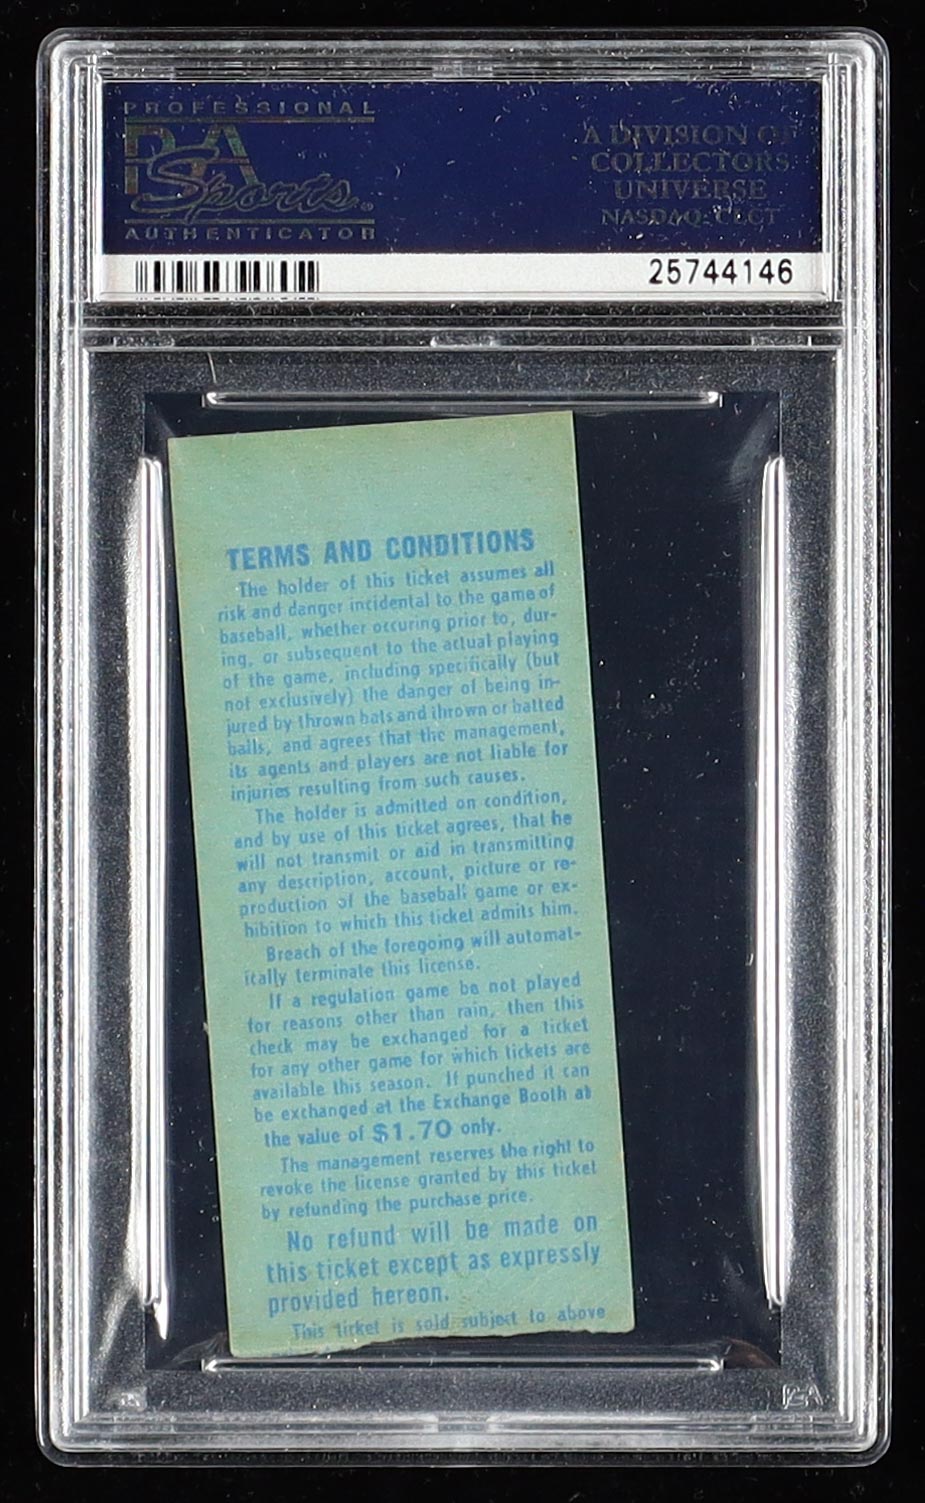 PROFESSIONAL
PSA
Sports
AUTHENTICATOR
A DIVISION OF
COLLECTORS
UNIVERSE
NASDAQ: CLCT
25744146
TERMS AND CONDITIONS
The holder of this ticket assumes all
risk and danger incidental to the game of
baseball, whether occuring prior to, dur-
ing, or subsequent to the actual playing
of the game, including specifically (but
not exclusively) the danger of being in-
jured by thrown bats and thrown or batted
balls, and agrees that the management,
its agents and players are not liable for
injuries resulting from such causes.
The holder is admitted on condition,
and by use of this ticket agrees, that he
will not transmit or aid in transmitting
any description, account, picture or re-
production of the baseball game or ex-
hibition to which this ticket admits him.
Breach of the foregoing will automat-
ically terminate this license.
If a regulation game be not played
for reasons other than rain, then this
check may be exchanged for a ticket
for any other game for which tickets are
available this season. If punched it can
be exchanged at the Exchange Booth at
the value of $1.70 only.
The management reserves the right to
revoke the license granted by this ticket
by refunding the purchase price.
No refund will be made on
this ticket except as expressly
provided hereon.
This ticket is sold subject to above
PSA